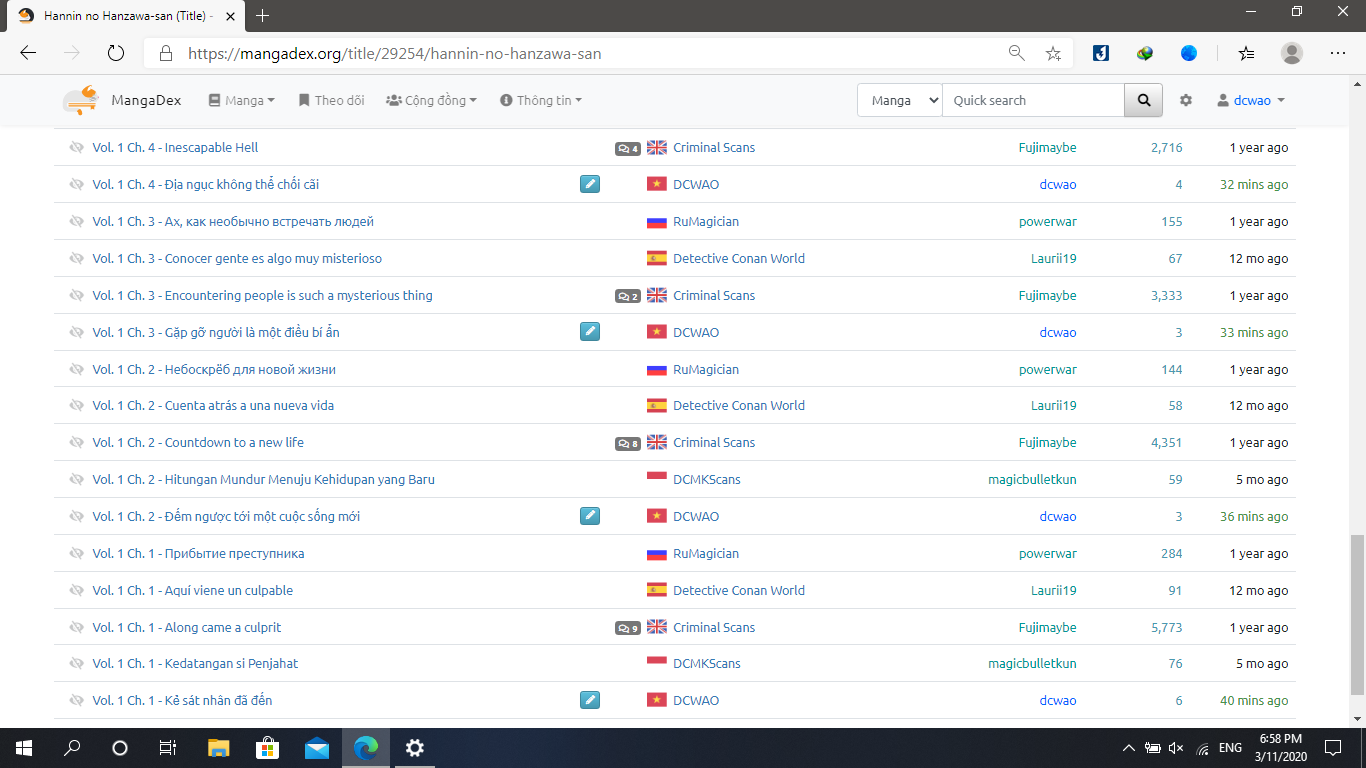 Hannin no Hanzawa-san (Title) -
https://mangadex.org/title/29254/hannin-no-hanzawa-san
MangaDex Manga Theo dõi Cộng đồng Thông tin Manga Quick search dcwao
Vol. 1 Ch. 4 - Inescapable Hell 4 Criminal Scans Fujimaybe 2,716 1 year ago
Vol. 1 Ch. 4 - Địa ngục không thể chối cãi DCWAO dcwao 4 32 mins ago
Vol. 1 Ch. 3 - Ах, как необычно встречать людей RuMagician powerwar 155 1 year ago
Vol. 1 Ch. 3 - Conocer gente es algo muy misterioso Detective Conan World Laurii19 67 12 mo ago
Vol. 1 Ch. 3 - Encountering people is such a mysterious thing 2 Criminal Scans Fujimaybe 3,333 1 year ago
Vol. 1 Ch. 3 - Gặp gỡ người là một điều bí ẩn DCWAO dcwao 3 33 mins ago
Vol. 1 Ch. 2 - Небоскрёб для новой жизни RuMagician powerwar 144 1 year ago
Vol. 1 Ch. 2 - Cuenta atrás a una nueva vida Detective Conan World Laurii19 58 12 mo ago
Vol. 1 Ch. 2 - Countdown to a new life 8 Criminal Scans Fujimaybe 4,351 1 year ago
Vol. 1 Ch. 2 - Hitungan Mundur Menuju Kehidupan yang Baru DCMKScans magicbulletkun 59 5 mo ago
Vol. 1 Ch. 2 - Đếm ngược tới một cuộc sống mới DCWAO dcwao 3 36 mins ago
Vol. 1 Ch. 1 - Прибытие преступника RuMagician powerwar 284 1 year ago
Vol. 1 Ch. 1 - Aquí viene un culpable Detective Conan World Laurii19 91 12 mo ago
Vol. 1 Ch. 1 - Along came a culprit 9 Criminal Scans Fujimaybe 5,773 1 year ago
Vol. 1 Ch. 1 - Kedatangan si Penjahat DCMKScans magicbulletkun 76 5 mo ago
Vol. 1 Ch. 1 - Kẻ sát nhân đã đến DCWAO dcwao 6 40 mins ago
ENG 6:58 PM
3/11/2020